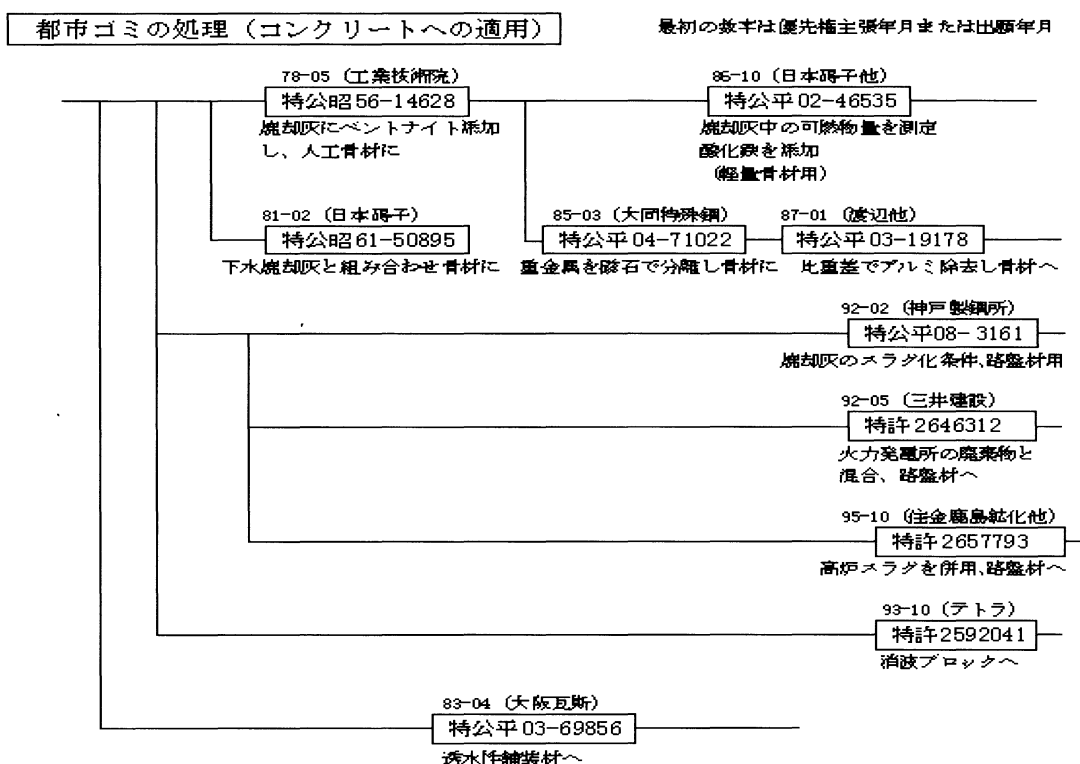 都市ゴミの処理（コンクリートへの適用）
最初の数字は優先権主張年月または出願年月
78-05（工業技術院）
特公昭56-14628
焼却灰にベントナイト添加
し、人工骨材に
86-10（日本碍子他）
特公平02-46535
焼却灰中の可燃物量を測定
酸化鉄を添加
（軽量骨材用）
81-02（日本碍子）
特公昭61-50895
下水焼却灰と組み合わせ骨材に
85-03（大同特殊鋼）
特公平04-71022
重金属を磁石で分離し骨材に
87-01（渡辺他）
特公平03-19178
比重差でアルミ除去し骨材へ
92-02（神戸製鋼所）
特公平08-3161
焼却灰のスラグ化条件、路盤材用
92-05（三井建設）
特許2646312
火力発電所の廃棄物と
混合、路盤材へ
95-10（住金鹿島鉱化他）
特許2657793
高炉スラグを併用、路盤材へ
93-10（テトラ）
特許2592041
消波ブロックへ
83-04（大阪瓦斯）
特公平03-69856
透水性舗装材へ